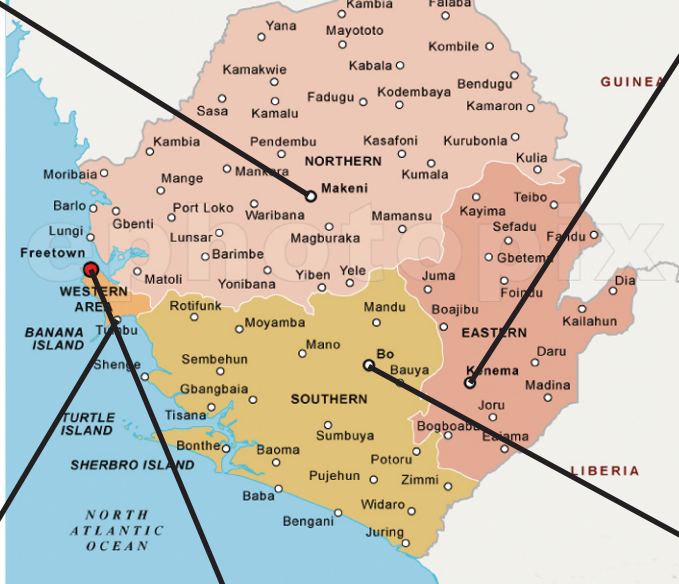 Kambia
Falaba
Yana
Mayototo
Kombile
Kabala
Kamakwie
Bendugu
GUINEA
Kodembaya
Fadugu
Kamaron
Sasa
Kamalu
Kambia
Pendembu
Kasafoni
Kurubonla
Kulia
NORTHERN
Moribaia
Mankora
Kumala
Mange
Makeni
Teibo
Barlo
Port Loko
Waribana
Kayima
Gbenti
Mamansu
Sefadu
Lungi
Lunsar
Magburaka
Fandu
Freetown
Barimbe
Gbetema
Matoli
Yonibana
Yiben
Yele
Juma
Foindu
Dia
WESTERN
AREA
Rotifunk
Mandu
Boajibu
Kailahun
Tumbu
Moyamba
EASTERN
BANANA
ISLAND
Mano
Bo
Daru
Shenge
Sembehun
Bauya
Kenema
Madina
Gbangbaia
SOUTHERN
Joru
TURTLE
ISLAND
Tisana
Sumbuya
Bogboaba
Bonthe
Baoma
Potoru
SHERBRO ISLAND
Pujehun
Zimmi
LIBERIA
Baba
Widaro
NORTH
ATLANTIC
OCEAN
Bengani
Juring